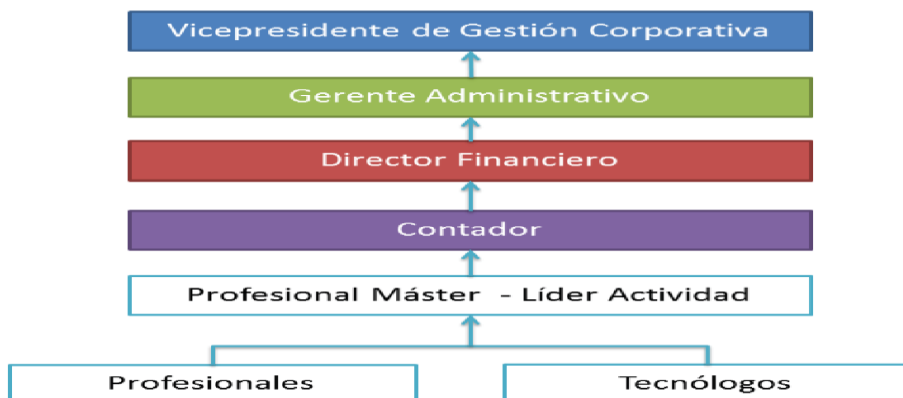 Vicepresidente de Gestión Corporativa
Gerente Administrativo
Director Financiero
Contador
Profesional Máster - Líder Actividad
Profesionales
Tecnólogos